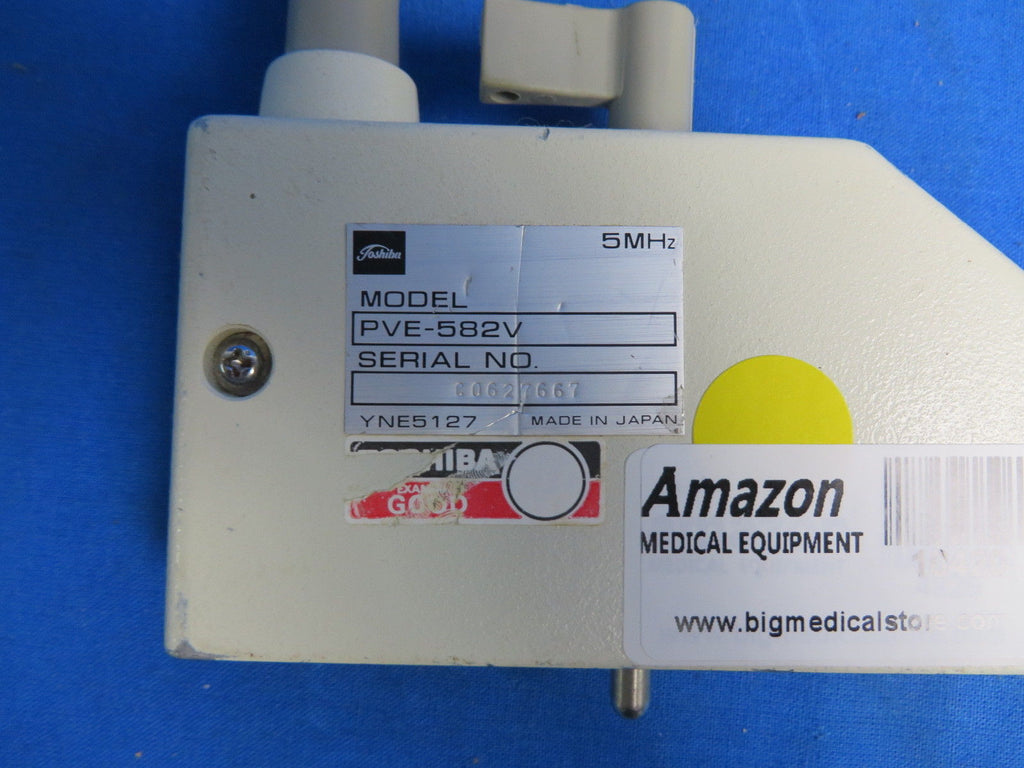 Toshiba
5MHz
MODEL
PVE-582V
SERIAL NO.
YNE5127 MADE IN JAPAN
GOOD
Amazon
MEDICAL EQUIPMENT
www.bigmedicalstore.com